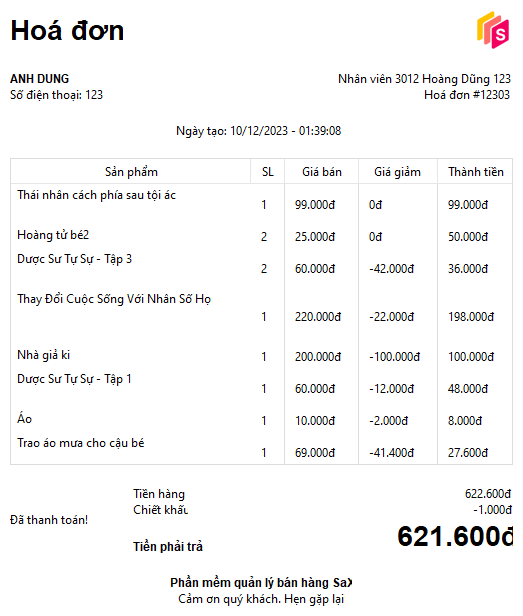 Hoá đơn
S
ANH DUNG
Số điện thoại: 123
Nhân viên 3012 Hoàng Dũng 123
Hoá đơn #12303
Ngày tạo: 10/12/2023 - 01:39:08
Sản phẩm SL Giá bán Giá giảm Thành tiền
Thái nhân cách phía sau tội ác 1 99.000đ 0đ 99.000đ
Hoàng tử bé2 2 25.000đ 0đ 50.000đ
Dược Sư Tự Sự - Tập 3 2 60.000đ -42.000đ 36.000đ
Thay Đổi Cuộc Sống Với Nhân Số Họ 1 220.000đ -22.000đ 198.000đ
Nhà giả ki 1 200.000đ -100.000đ 100.000đ
Dược Sư Tự Sự - Tập 1 1 60.000đ -12.000đ 48.000đ
Áo 1 10.000đ -2.000đ 8.000đ
Trao áo mưa cho cậu bé 1 69.000đ -41.400đ 27.600đ
Tiền hàng 622.600đ
Chiết khấu -1.000đ
Đã thanh toán!
Tiền phải trả 621.600đ
Phần mềm quản lý bán hàng SaX
Cảm ơn quý khách. Hẹn gặp lại